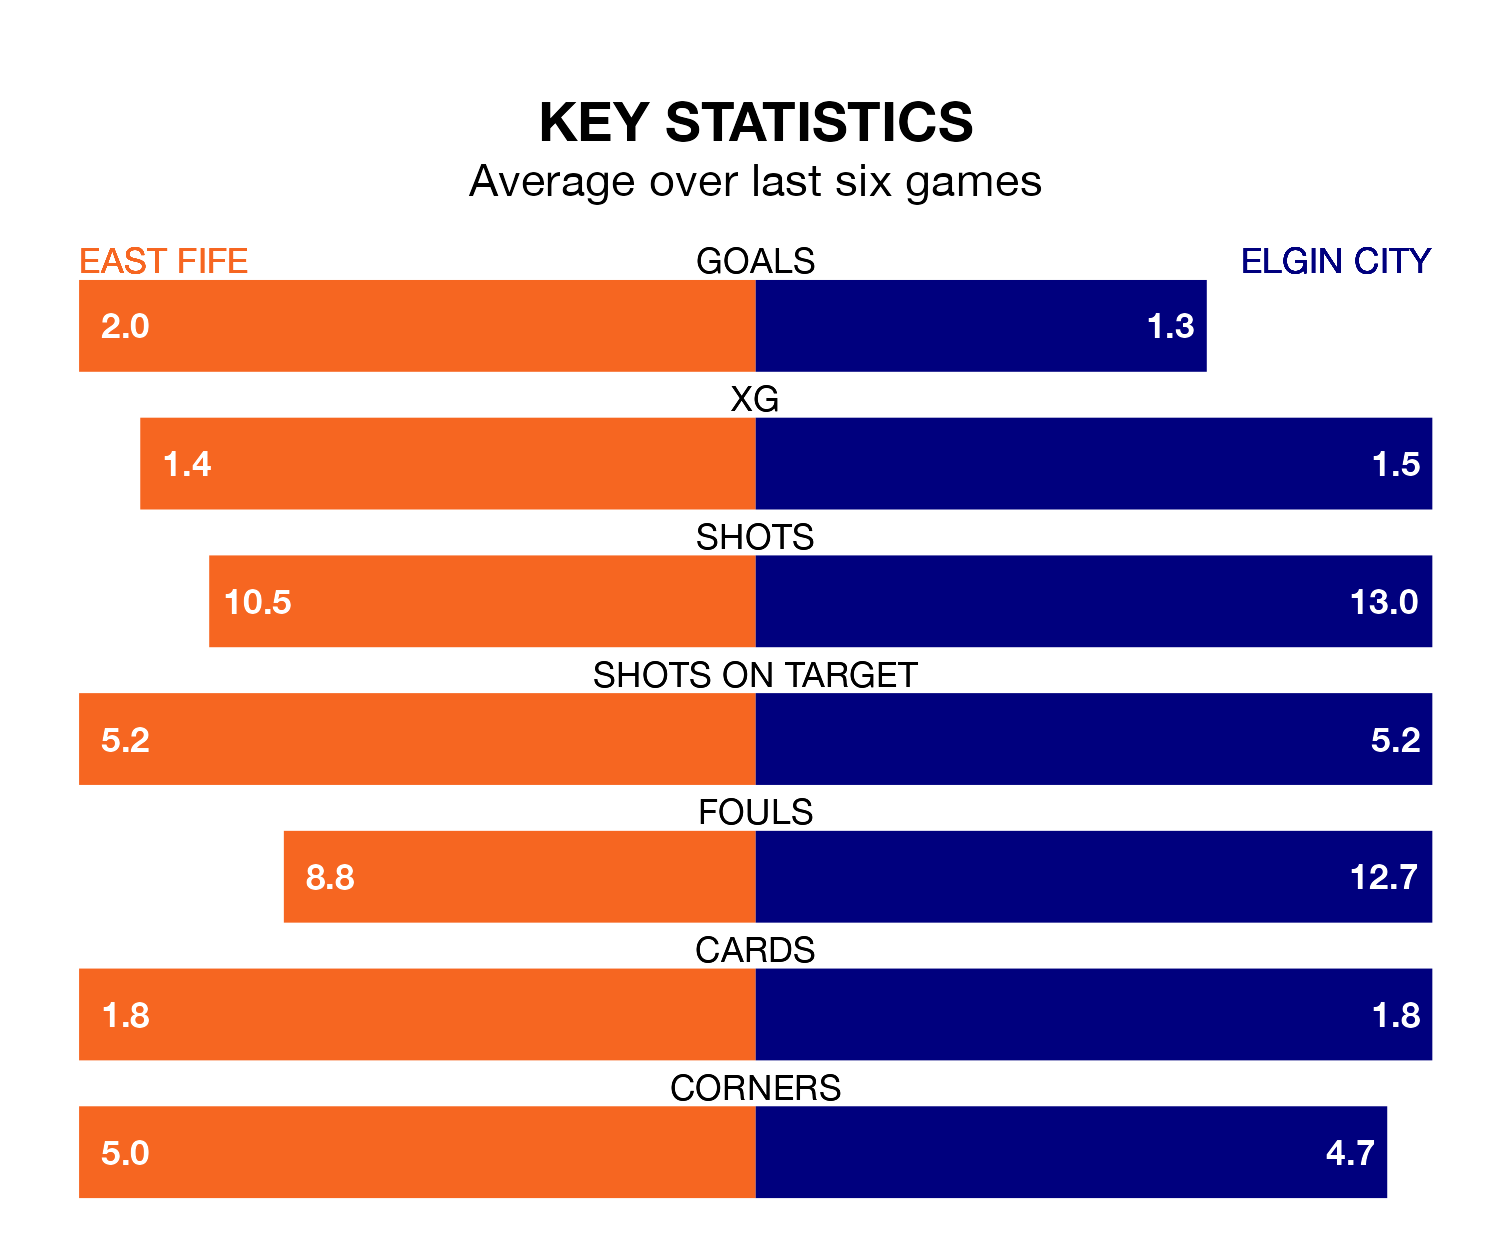 KEY STATISTICS
Average over last six games
EAST FIFE GOALS ELGIN CITY
2.0 1.3
XG
1.4 1.5
SHOTS
10.5 13.0
SHOTS ON TARGET
5.2 5.2
FOULS
8.8 12.7
CARDS
1.8 1.8
CORNERS
5.0 4.7